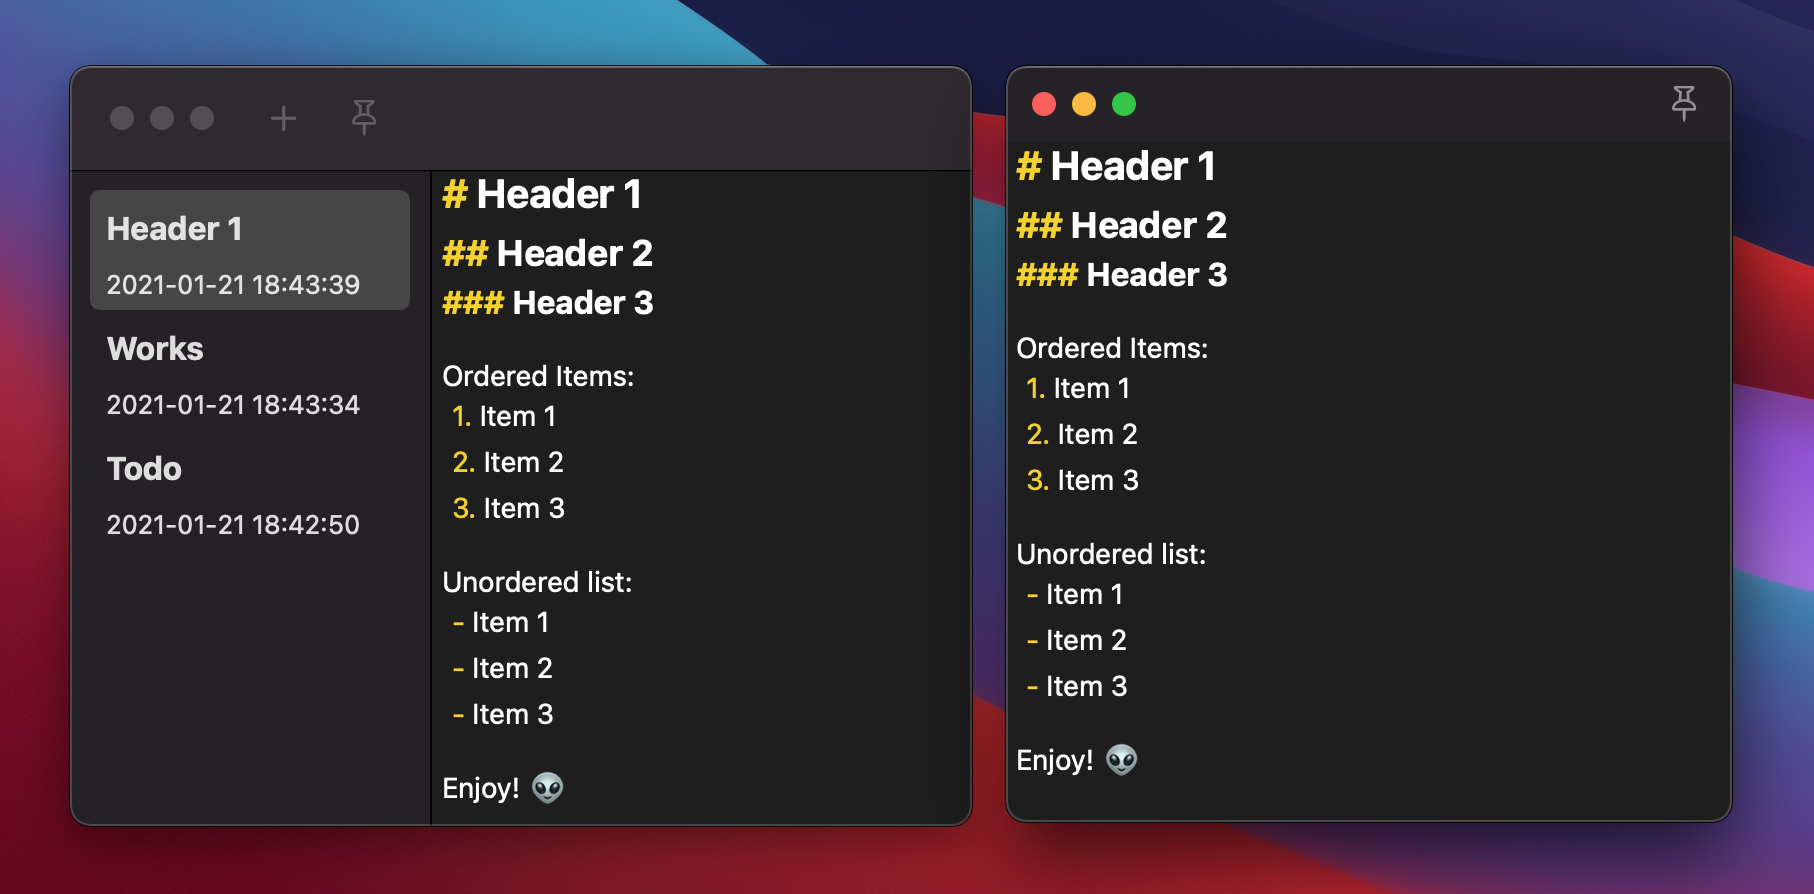 Header 1
2021-01-21 18:43:39
Works
2021-01-21 18:43:34
Todo
2021-01-21 18:42:50
# Header 1
## Header 2
### Header 3
Ordered Items:
1. Item 1
2. Item 2
3. Item 3
Unordered list:
- Item 1
- Item 2
- Item 3
Enjoy! 👽
# Header 1
## Header 2
### Header 3
Ordered Items:
1. Item 1
2. Item 2
3. Item 3
Unordered list:
- Item 1
- Item 2
- Item 3
Enjoy! 👽